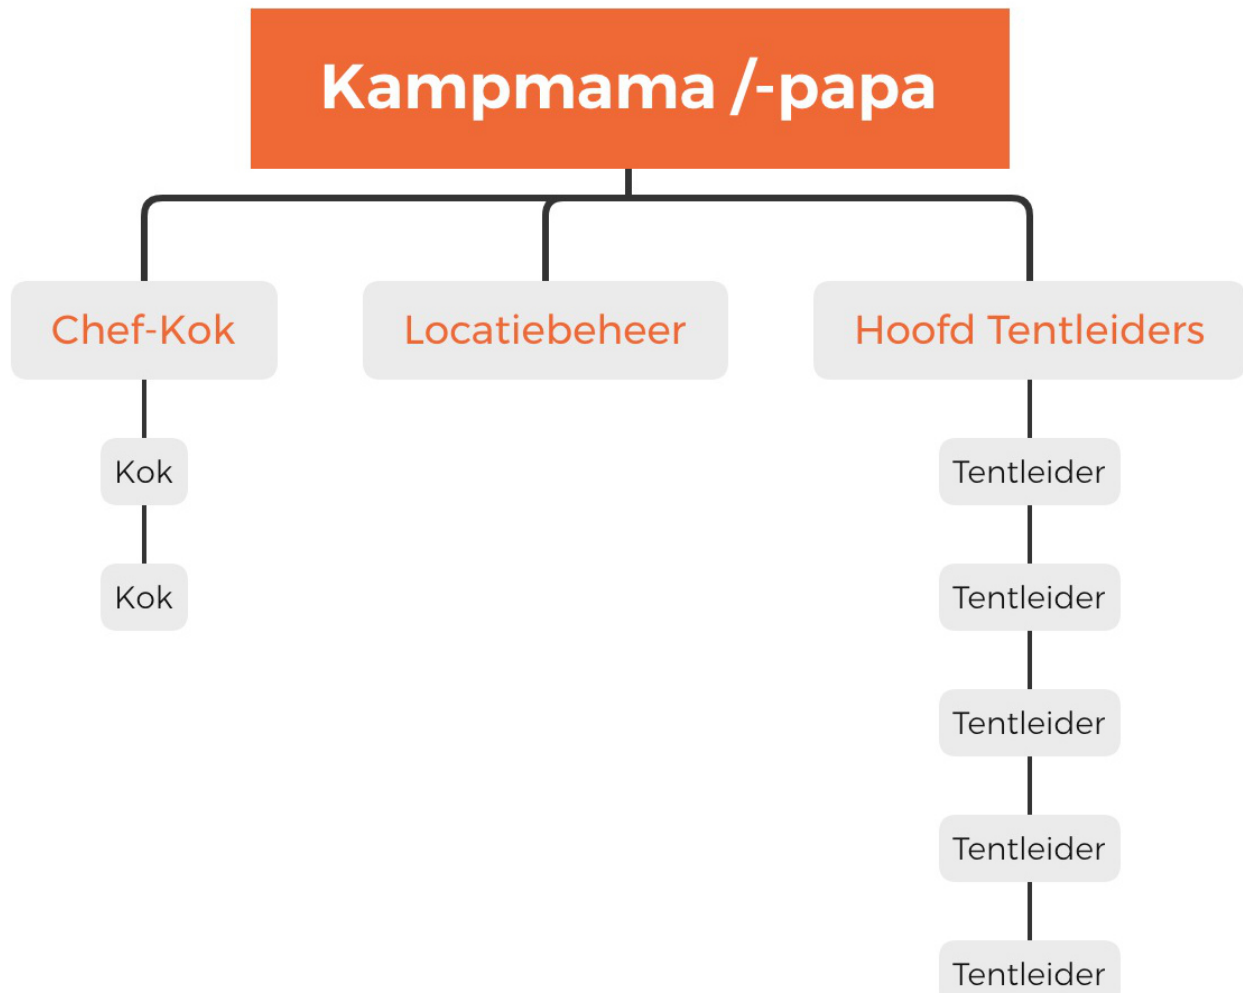 Kampmama /-papa
Chef-Kok
Locatiebeheer
Hoofd Tentleiders
Kok
Tentleider
Kok
Tentleider
Tentleider
Tentleider
Tentleider